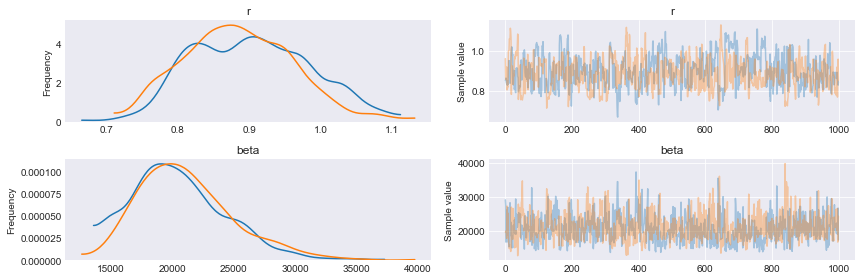 r
Frequency
4
2
0
0.7 0.8 0.9 1.0 1.1
r
Sample value
1.0
0.8
0 200 400 600 800 1000
beta
Frequency
0.000100
0.000075
0.000050
0.000025
0.000000
15000 20000 25000 30000 35000 40000
beta
Sample value
40000
30000
20000
0 200 400 600 800 1000